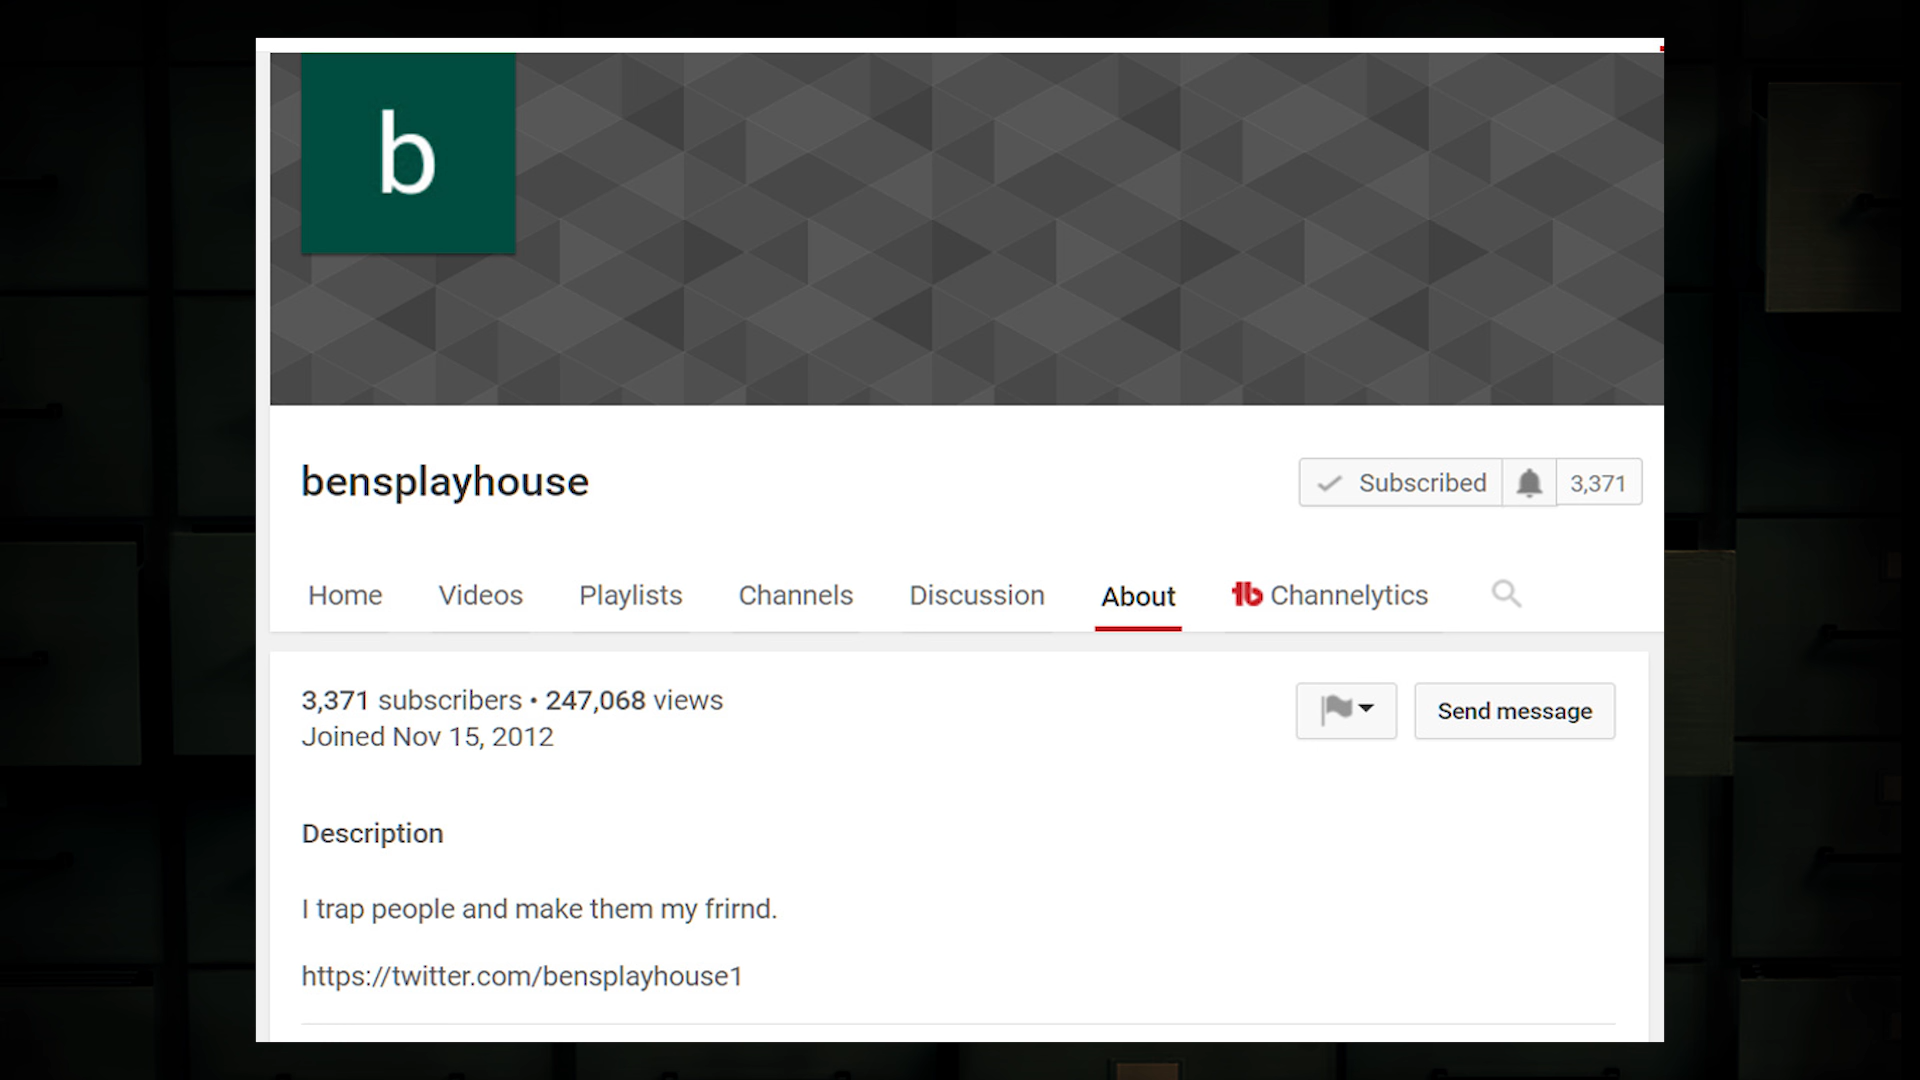 b
bensplayhouse
Subscribed 3,371
Home Videos Playlists Channels Discussion About tb Channelytics
3,371 subscribers • 247,068 views
Joined Nov 15, 2012
Send message
Description
I trap people and make them my frirnd.
https://twitter.com/bensplayhouse1